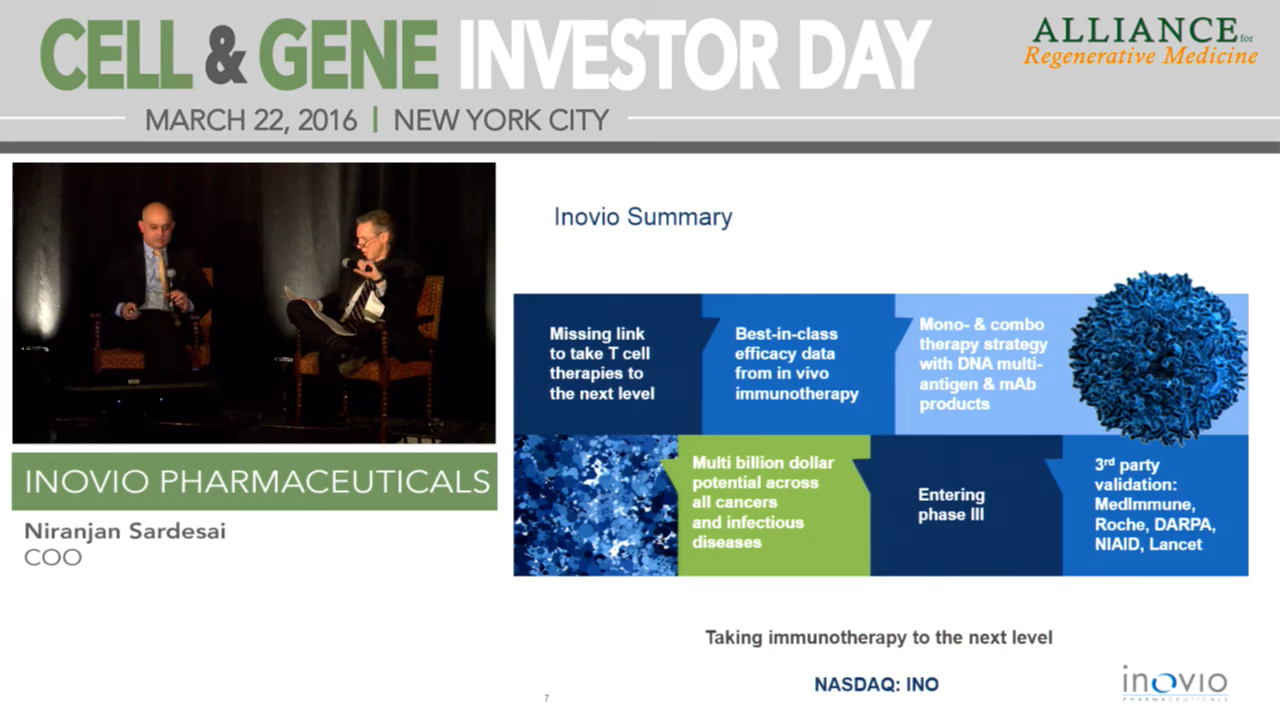 CELL & GENE INVESTOR DAY
MARCH 22, 2016 | NEW YORK CITY
ALLIANCE for
Regenerative Medicine
INOVIO PHARMACEUTICALS
Niranjan Sardesai
COO
Inovio Summary
Missing link
to take T cell
therapies to
the next level
Best-in-class
efficacy data
from in vivo
immunotherapy
Mono- & combo
therapy strategy
with DNA multi-
antigen & mAb
products
Multi billion dollar
potential across
all cancers
and infectious
diseases
Entering
phase III
3rd party
validation:
MedImmune,
Roche, DARPA,
NIAID, Lancet
Taking immunotherapy to the next level
NASDAQ: INO
7
inovio
PHARMACEUTICALS